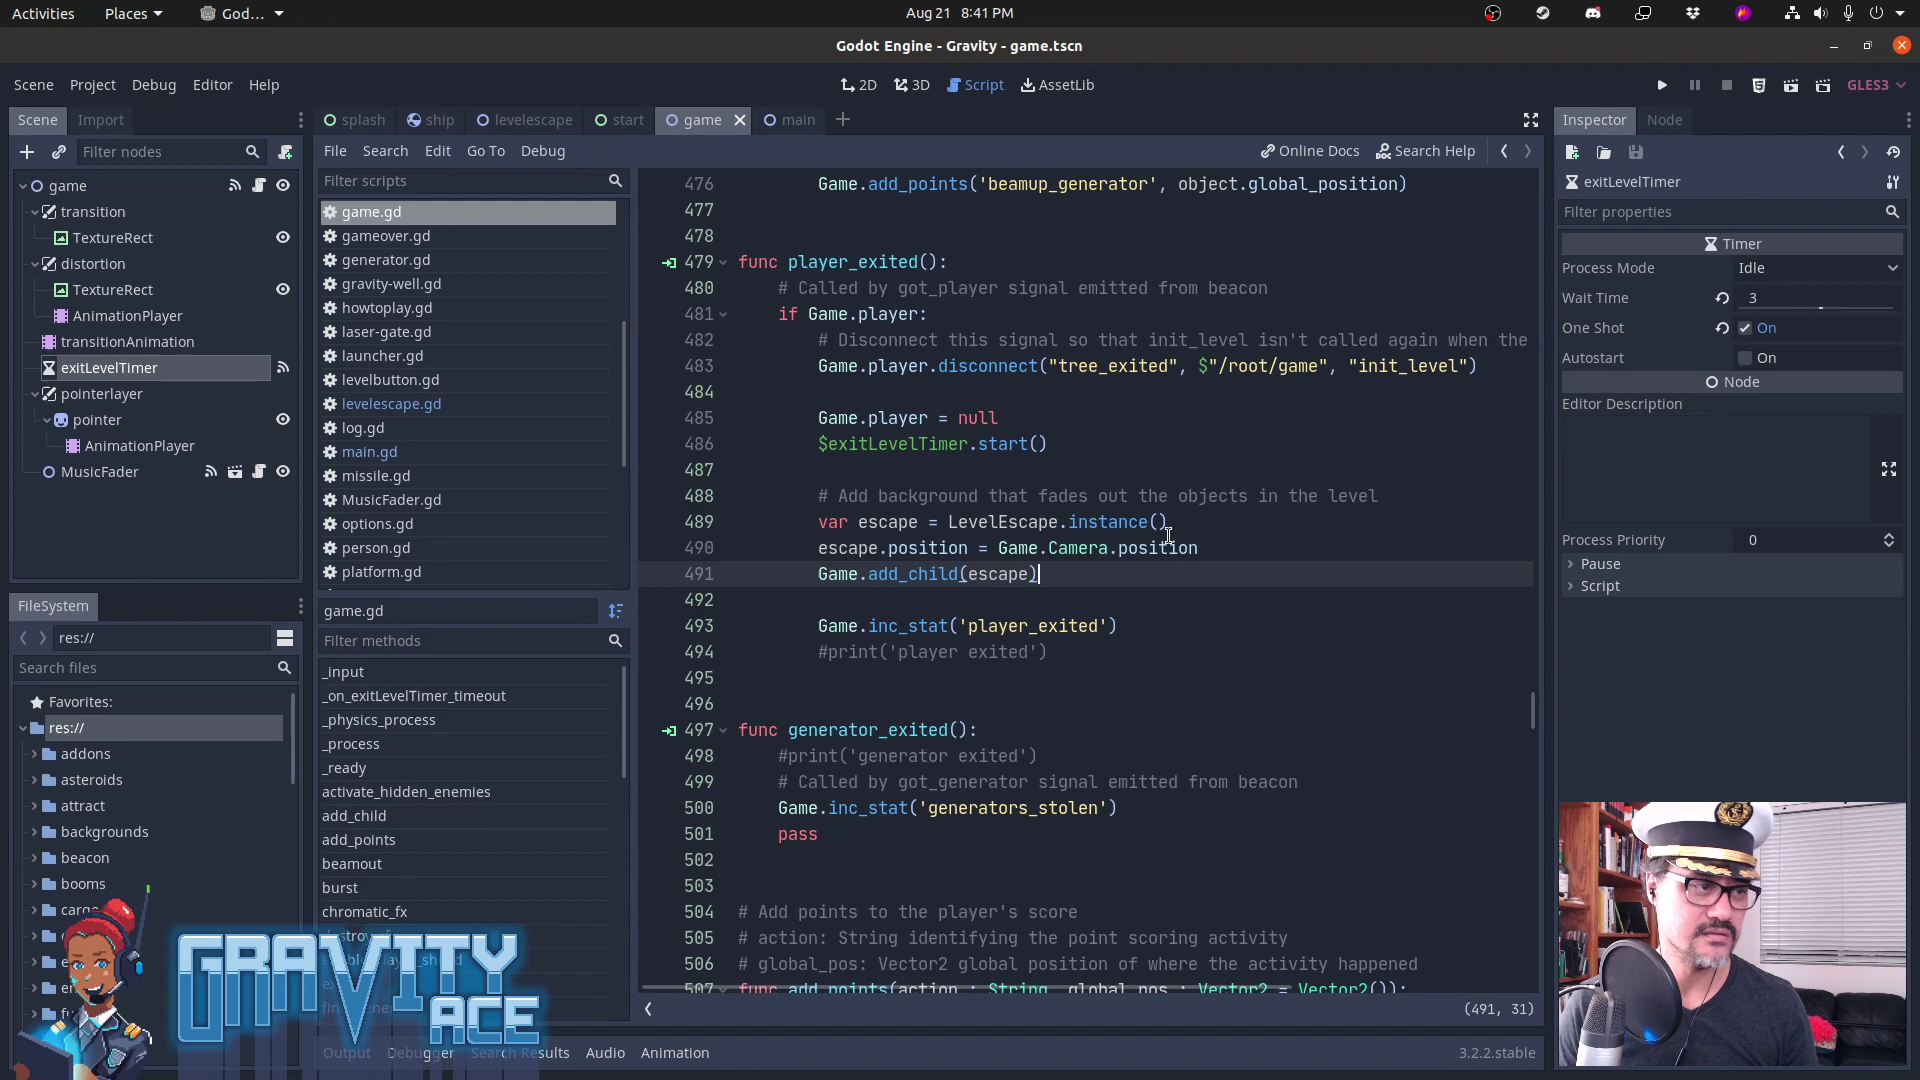 Activities Places God...
Aug 21 8:41 PM
Godot Engine - Gravity - game.tscn
Scene Project Debug Editor Help
2D 3D Script AssetLib
GLES3
Scene Import
Filter nodes
game
transition
TextureRect
distortion
TextureRect
AnimationPlayer
transitionAnimation
exitLevelTimer
pointerlayer
pointer
AnimationPlayer
MusicFader
FileSystem
res://
Search files
Favorites:
res://
addons
asteroids
attract
backgrounds
beacon
booms
GRAVITY
ACE
splash ship levelescape start game main
File Search Edit Go To Debug
Online Docs Search Help
Filter scripts
game.gd
gameover.gd
generator.gd
gravity-well.gd
howtoplay.gd
laser-gate.gd
launcher.gd
levelbutton.gd
levelescape.gd
log.gd
main.gd
missile.gd
MusicFader.gd
options.gd
person.gd
platform.gd
game.gd
Filter methods
_input
_on_exitLevelTimer_timeout
_physics_process
_process
_ready
activate_hidden_enemies
add_child
add_points
beamout
burst
chromatic_fx
476 Game.add_points('beamup_generator', object.global_position)
477
478
479 func player_exited():
480 # Called by got_player signal emitted from beacon
481 if Game.player:
482 # Disconnect this signal so that init_level isn't called again when the
483 Game.player.disconnect("tree_exited", $"/root/game", "init_level")
484
485 Game.player = null
486 $exitLevelTimer.start()
487
488 # Add background that fades out the objects in the level
489 var escape = LevelEscape.instance()
490 escape.position = Game.Camera.position
491 Game.add_child(escape)
492
493 Game.inc_stat('player_exited')
494 #print('player exited')
495
496
497 func generator_exited():
498 #print('generator exited')
499 # Called by got_generator signal emitted from beacon
500 Game.inc_stat('generators_stolen')
501 pass
502
503
504 # Add points to the player's score
505 # action: String identifying the point scoring activity
506 # global_pos: Vector2 global position of where the activity happened
507 func add_points(action : String, global_pos : Vector2 = Vector2()):
(491, 31)
Output Debugger Search Results Audio Animation
3.2.2.stable
Inspector Node
exitLevelTimer
Filter properties
Timer
Process Mode Idle
Wait Time 3
One Shot On
Autostart On
Node
Editor Description
Process Priority 0
Pause
Script